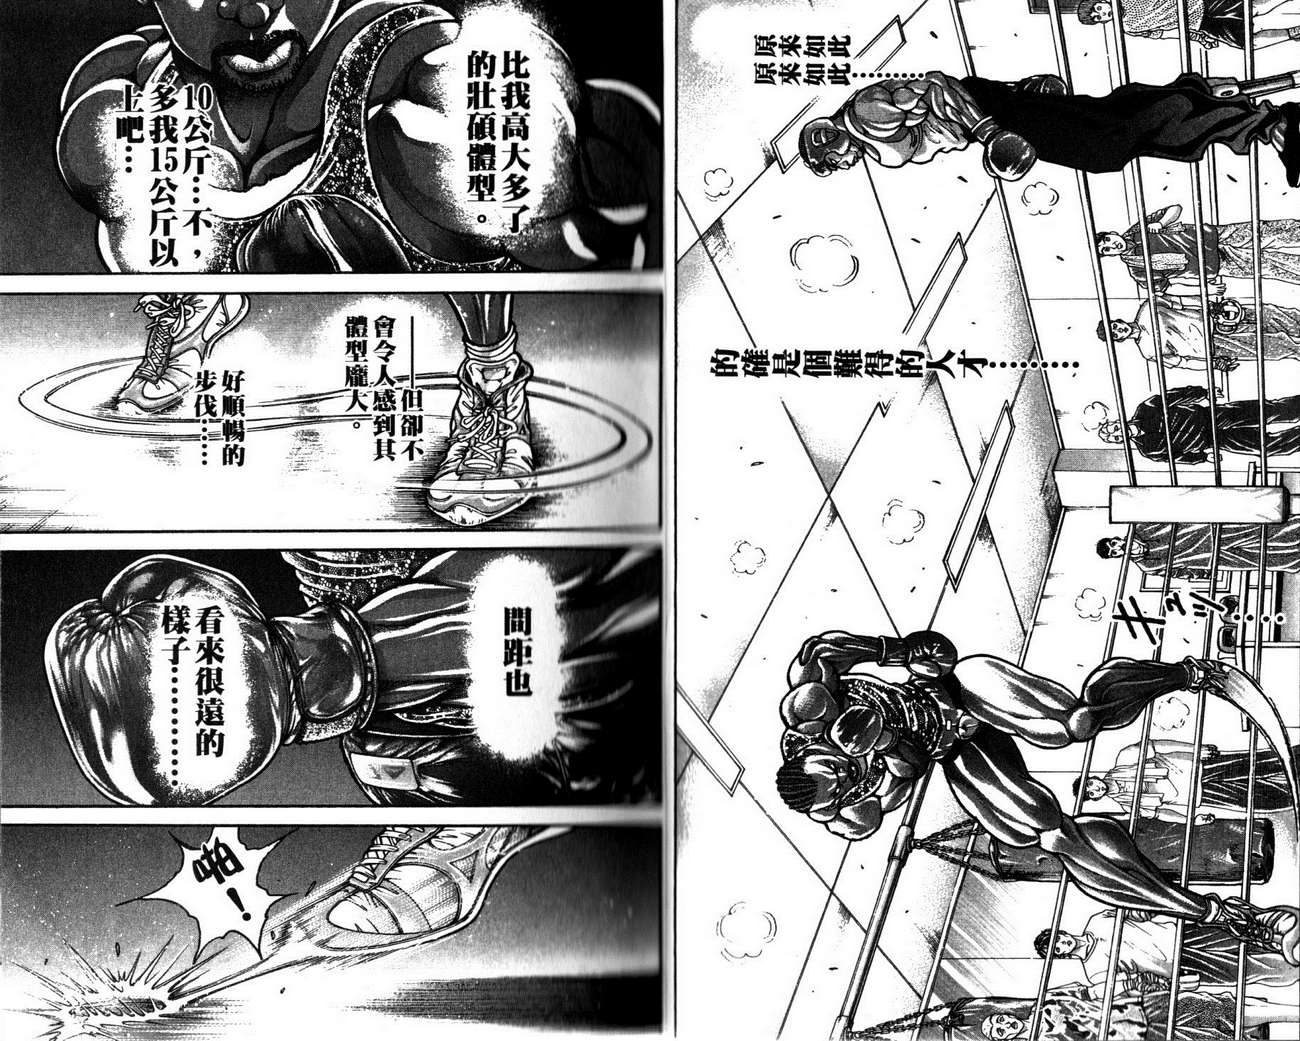 原來如此
原來如此………
的確是個難得的人才………
ギュッ……
比我高大多了
的壯碩體型。
10公斤…不，
多我15公斤以
上吧…
——但卻不
會令人感到其
體型龐大。
好順暢的
步伐……
間距也
看來很遠的
樣子…………
啪！